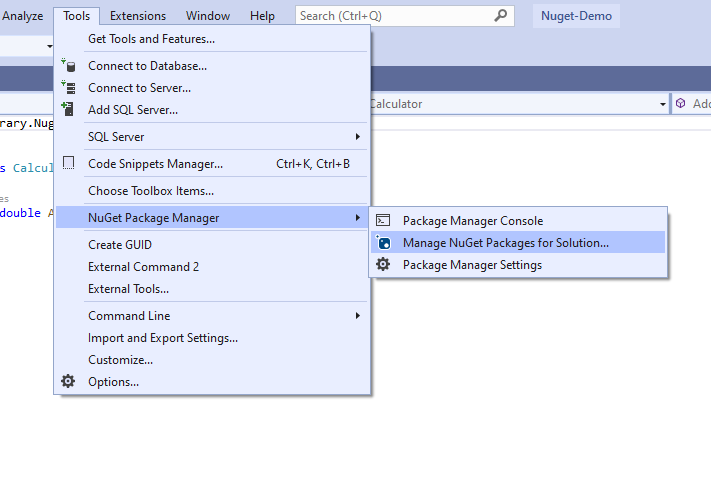 Analyze Tools Extensions Window Help Search (Ctrl+Q) Nuget-Demo
Get Tools and Features...
Connect to Database...
Connect to Server...
Calculator Add
Add SQL Server...
rary.Nug
SQL Server
Code Snippets Manager... Ctrl+K, Ctrl+B
s Calcu
Choose Toolbox Items...
es
double A
NuGet Package Manager
Package Manager Console
Create GUID
Manage NuGet Packages for Solution...
External Command 2
Package Manager Settings
External Tools...
Command Line
Import and Export Settings...
Customize...
Options...